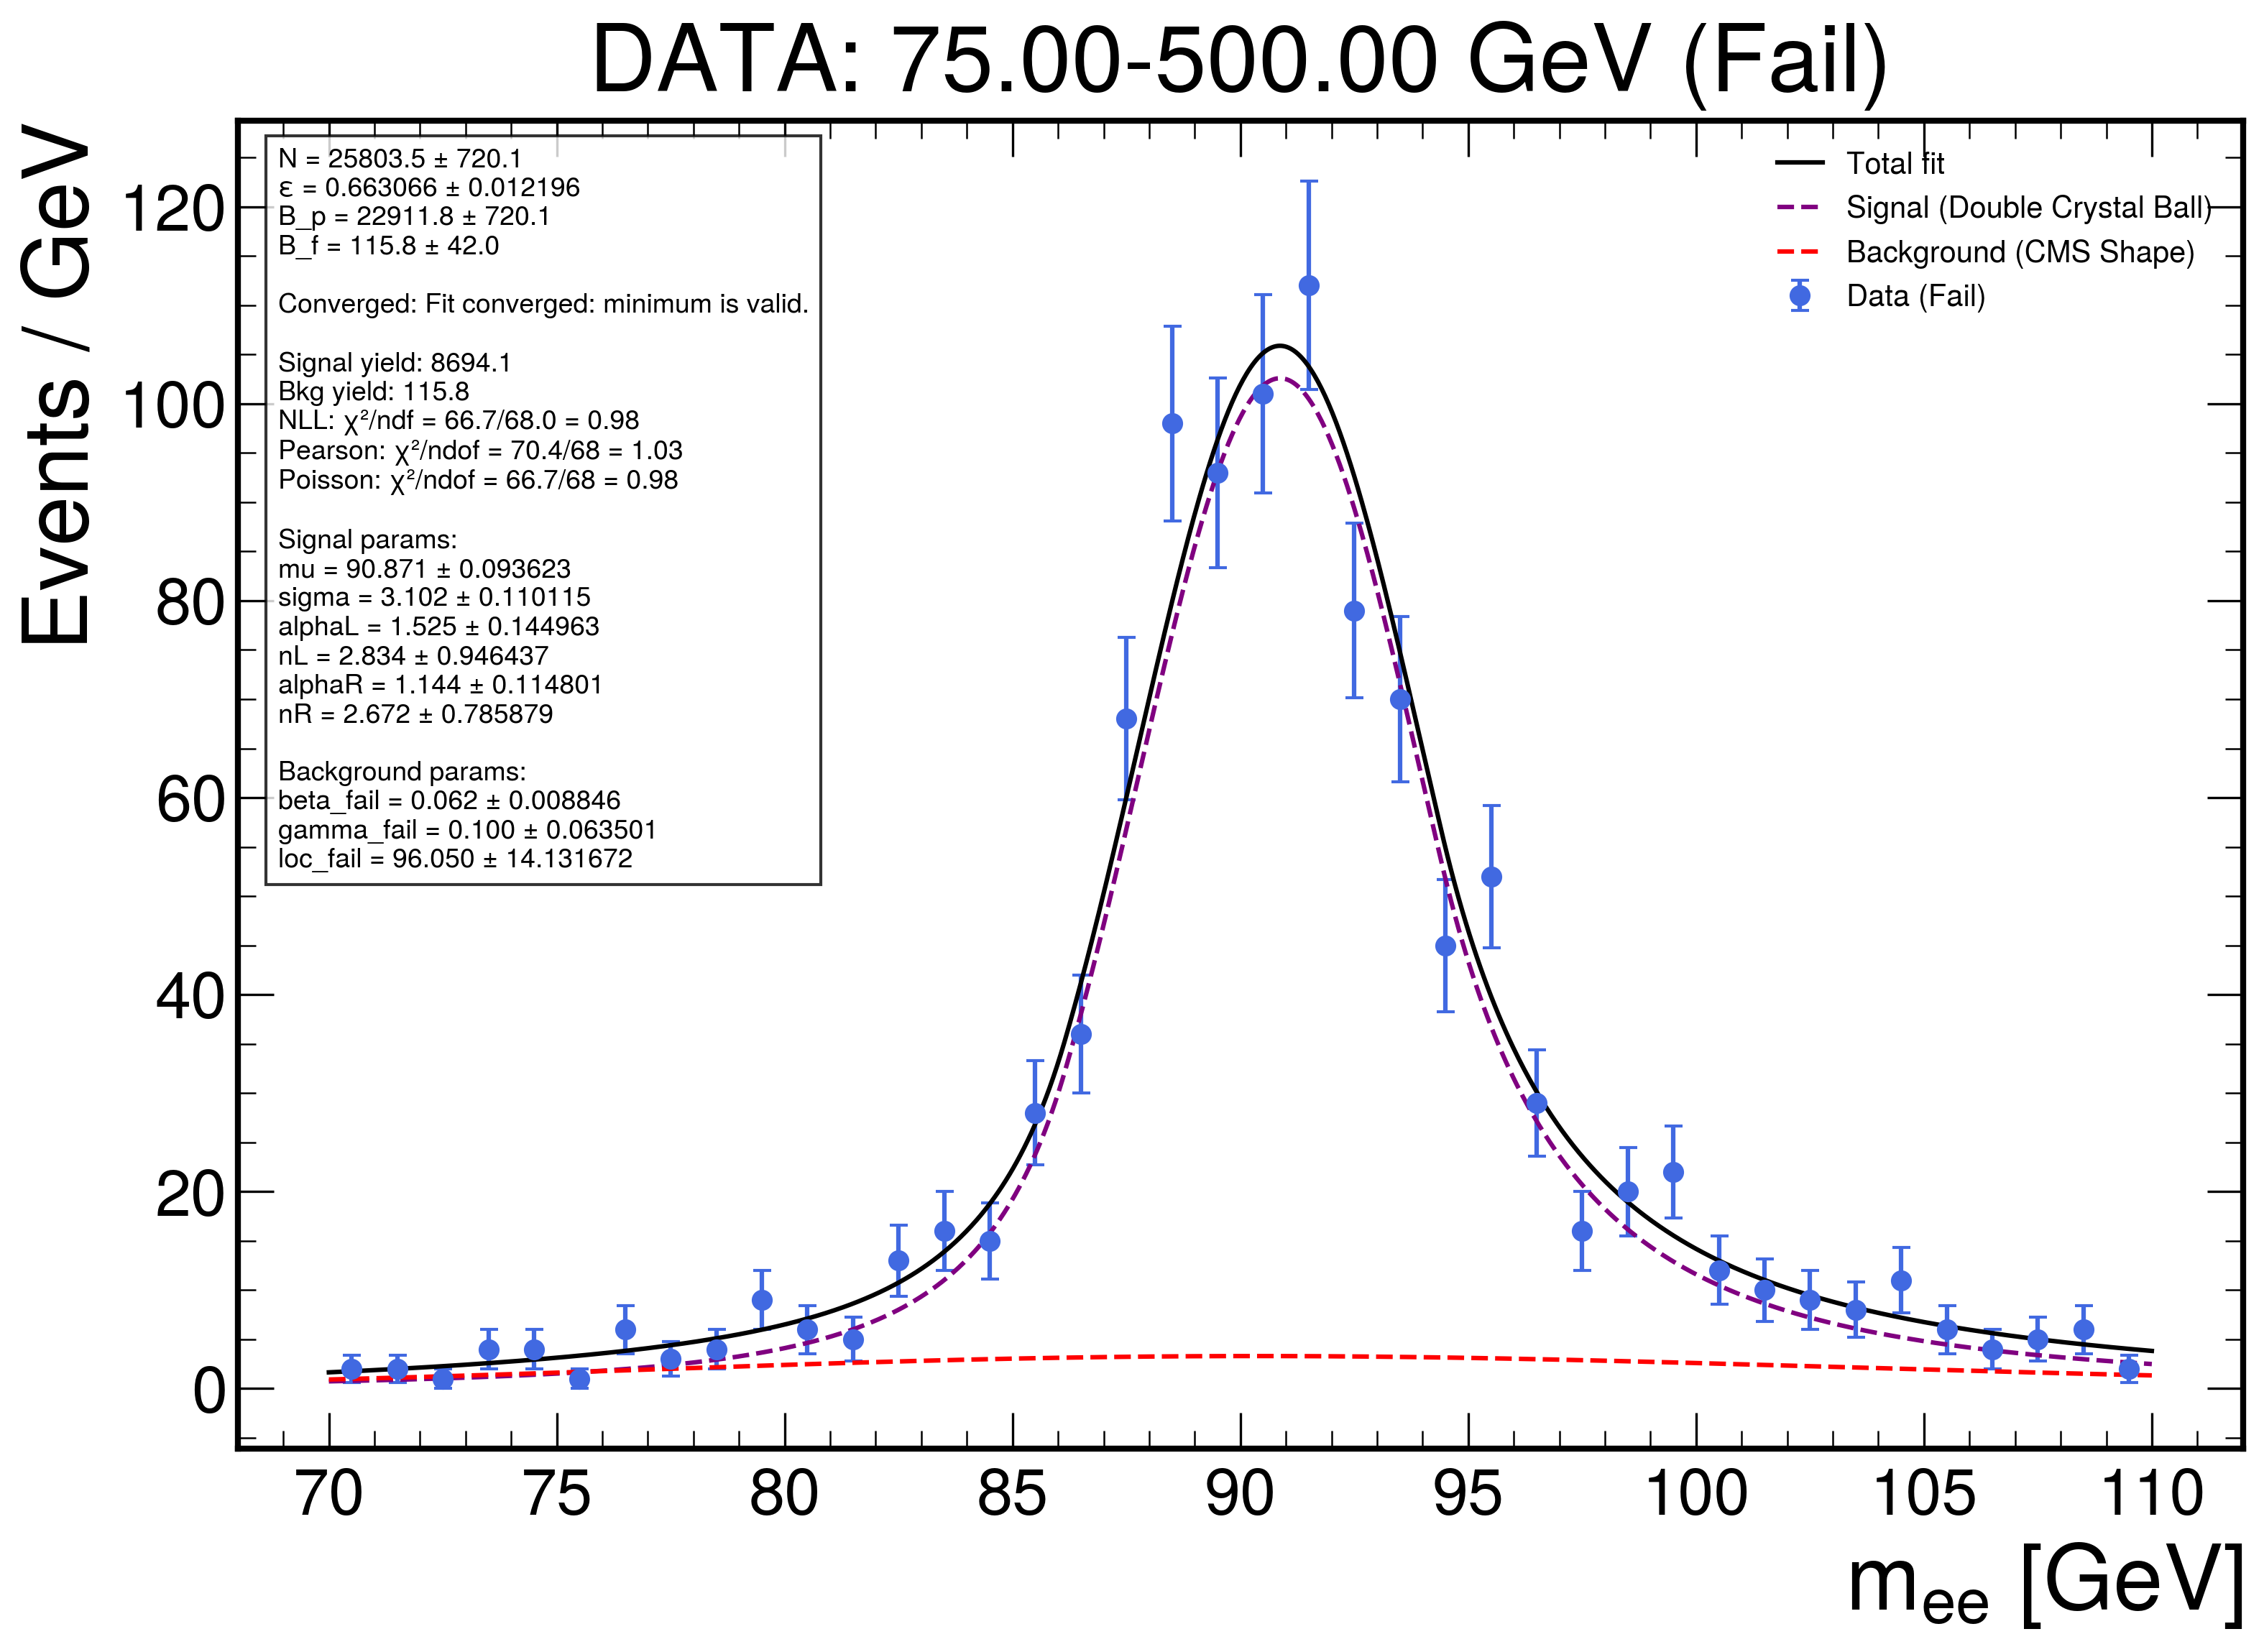 DATA: 75.00-500.00 GeV (Fail)
N = 25803.5 ± 720.1
ε = 0.663066 ± 0.012196
B_p = 22911.8 ± 720.1
B_f = 115.8 ± 42.0
Converged: Fit converged: minimum is valid.
Signal yield: 8694.1
Bkg yield: 115.8
NLL: χ²/ndf = 66.7/68.0 = 0.98
Pearson: χ²/ndof = 70.4/68 = 1.03
Poisson: χ²/ndof = 66.7/68 = 0.98
Signal params:
mu = 90.871 ± 0.093623
sigma = 3.102 ± 0.110115
alphaL = 1.525 ± 0.144963
nL = 2.834 ± 0.946437
alphaR = 1.144 ± 0.114801
nR = 2.672 ± 0.785879
Background params:
beta_fail = 0.062 ± 0.008846
gamma_fail = 0.100 ± 0.063501
loc_fail = 96.050 ± 14.131672
Total fit
Signal (Double Crystal Ball)
Background (CMS Shape)
Data (Fail)
Events / GeV
120
100
80
60
40
20
0
70 75 80 85 90 95 100 105 110
m_ee [GeV]